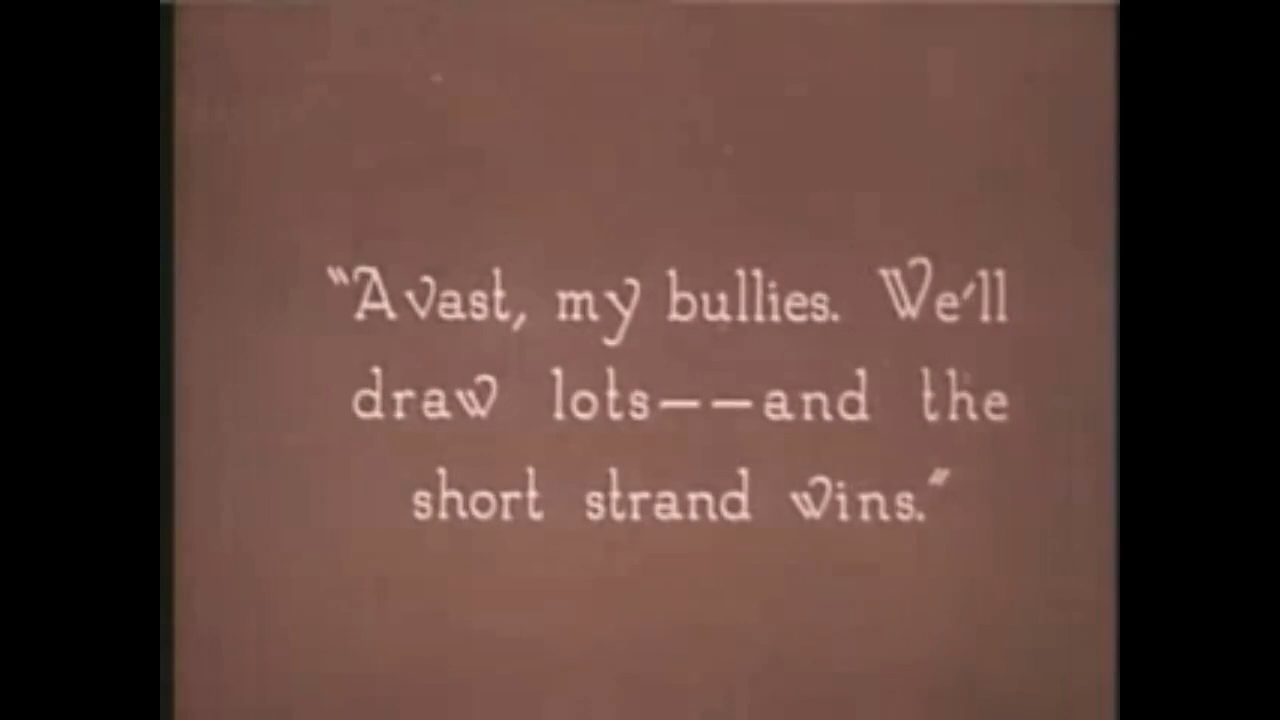 "Avast, my bullies. We'll
draw lots--and the
short strand wins."